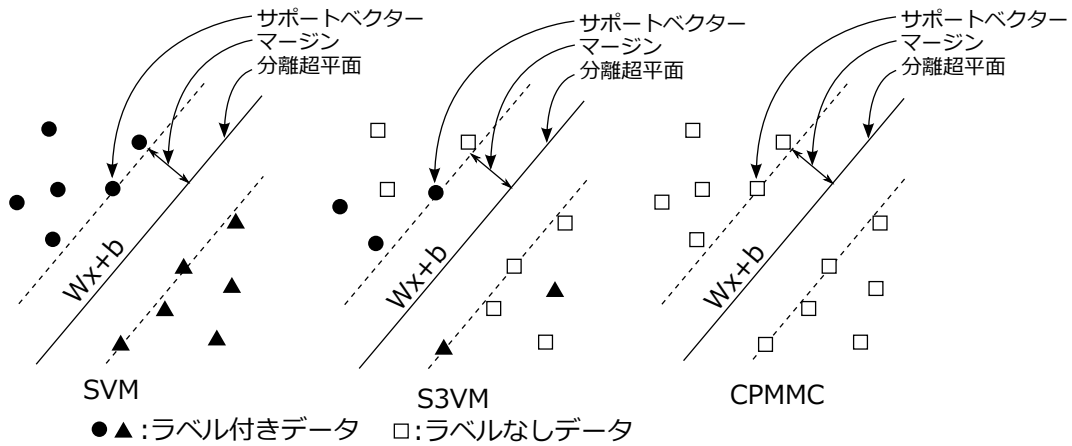 サポートベクター
マージン
分離超平面
Wx+b
SVM
サポートベクター
マージン
分離超平面
Wx+b
S3VM
サポートベクター
マージン
分離超平面
Wx+b
CPMMC
●▲:ラベル付きデータ □:ラベルなしデータ